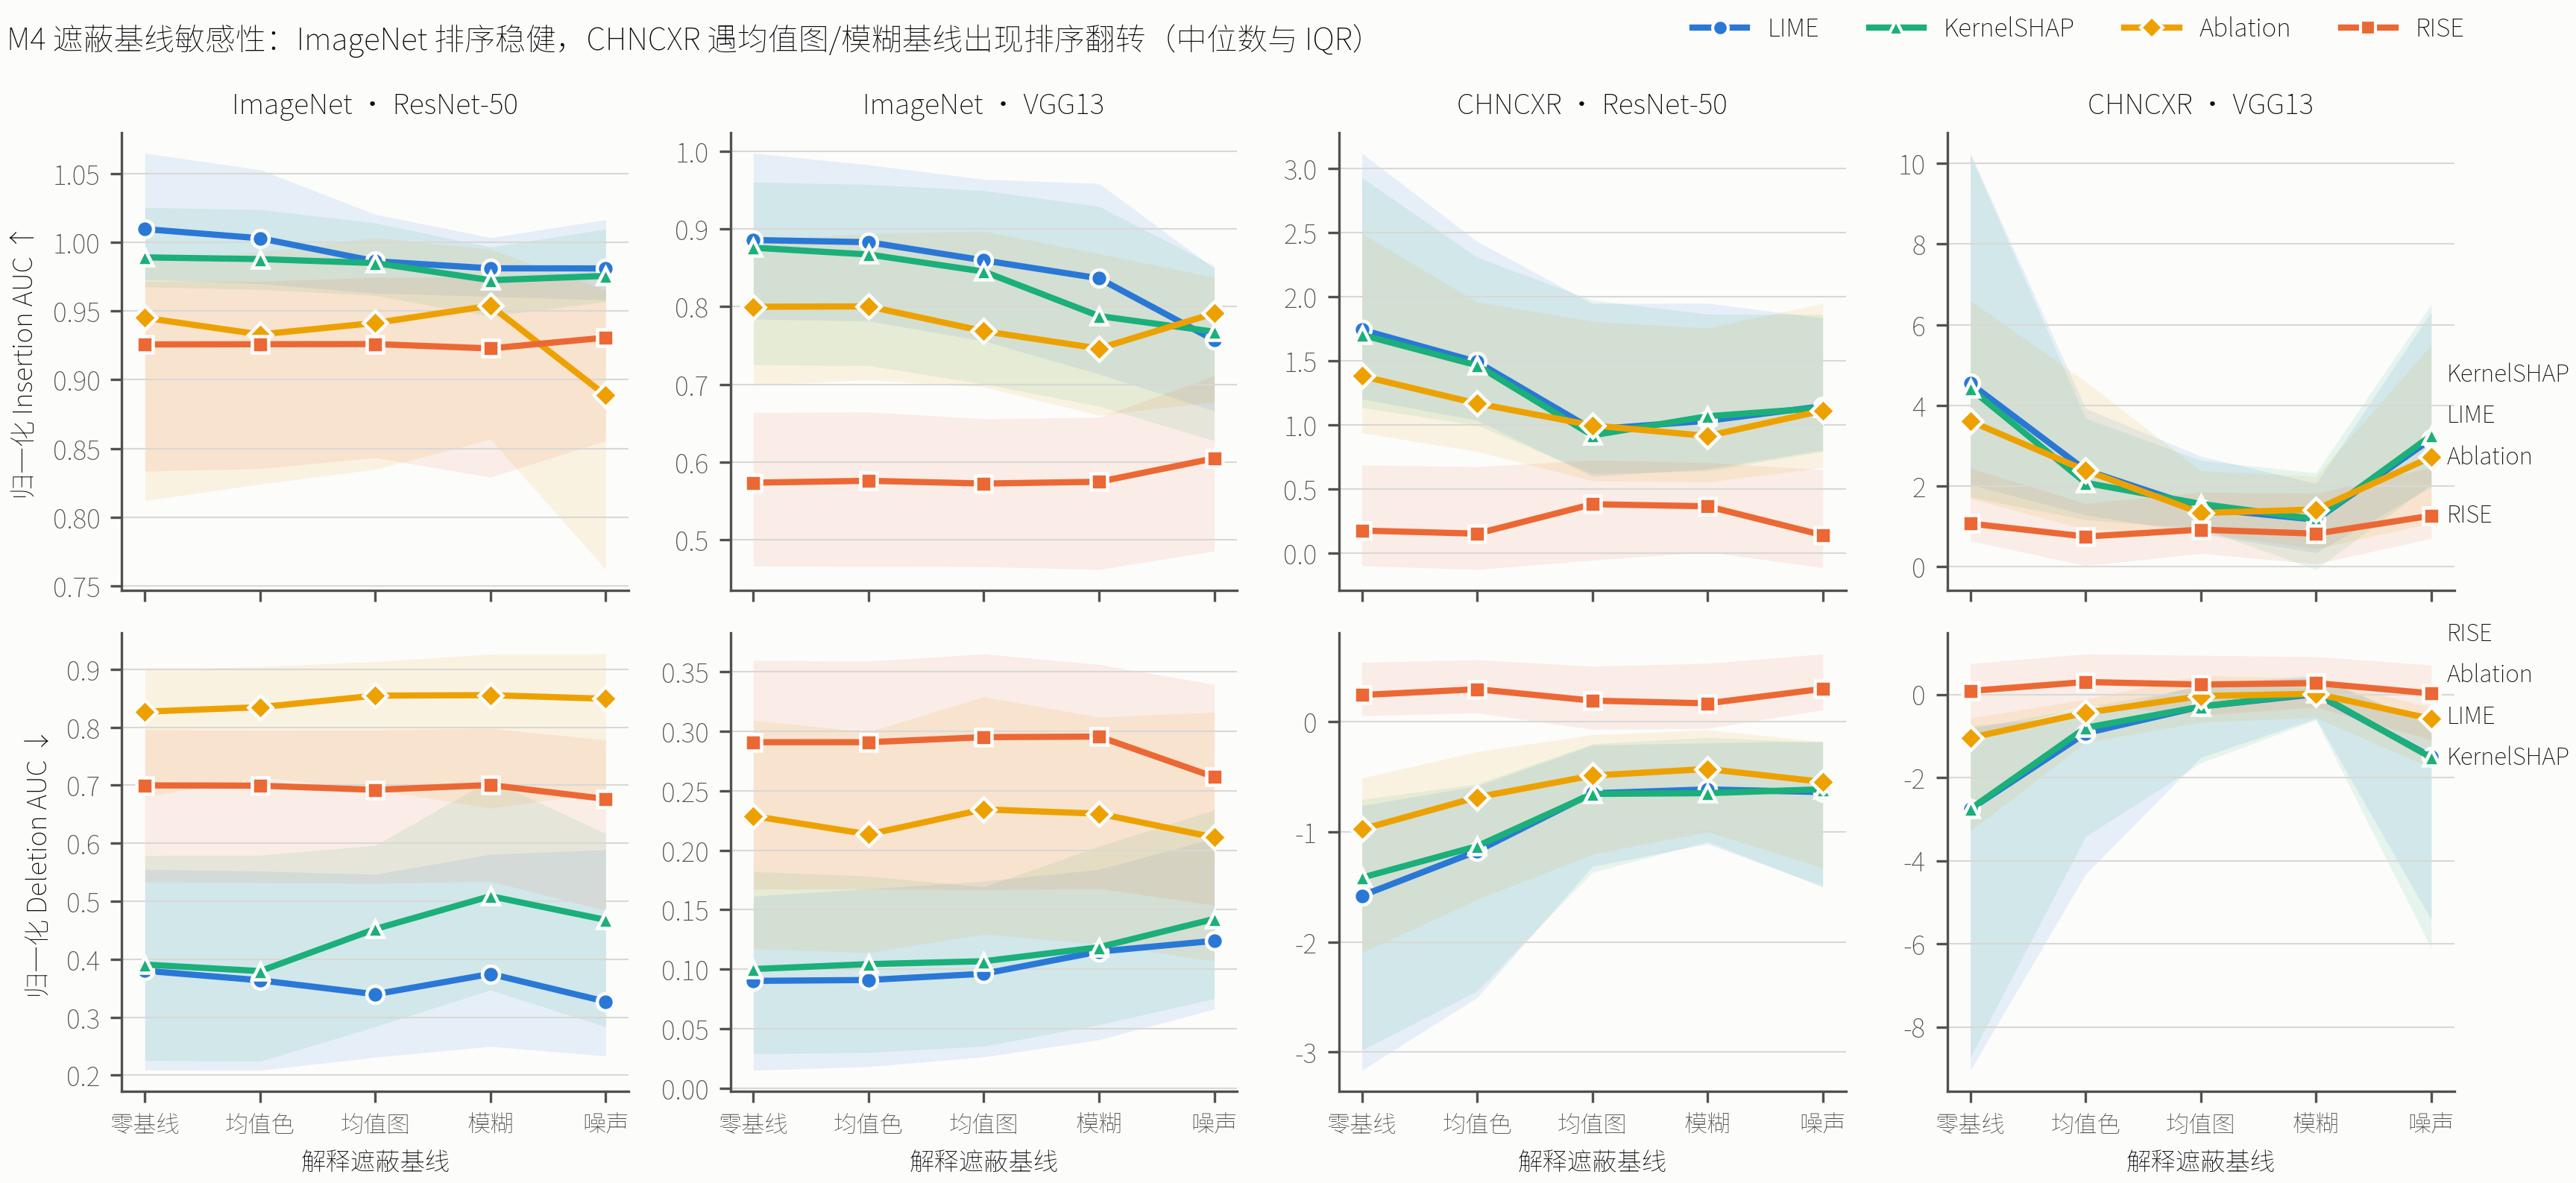 M4 遮蔽基线敏感性：ImageNet 排序稳健，CHNCXR 遇均值图/模糊基线出现排序翻转（中位数与 IQR）
LIME KernelSHAP Ablation RISE
ImageNet · ResNet-50
ImageNet · VGG13
CHNCXR · ResNet-50
CHNCXR · VGG13
归一化 Insertion AUC ↑
1.05
1.00
0.95
0.90
0.85
0.80
0.75
1.0
0.9
0.8
0.7
0.6
0.5
3.0
2.5
2.0
1.5
1.0
0.5
0.0
10
8
6
4
2
0
KernelSHAP
LIME
Ablation
RISE
归一化 Deletion AUC ↓
0.9
0.8
0.7
0.6
0.5
0.4
0.3
0.2
0.35
0.30
0.25
0.20
0.15
0.10
0.05
0.00
0
-1
-2
-3
0
-2
-4
-6
-8
RISE
Ablation
LIME
KernelSHAP
零基线 均值色 均值图 模糊 噪声
零基线 均值色 均值图 模糊 噪声
零基线 均值色 均值图 模糊 噪声
零基线 均值色 均值图 模糊 噪声
解释遮蔽基线
解释遮蔽基线
解释遮蔽基线
解释遮蔽基线